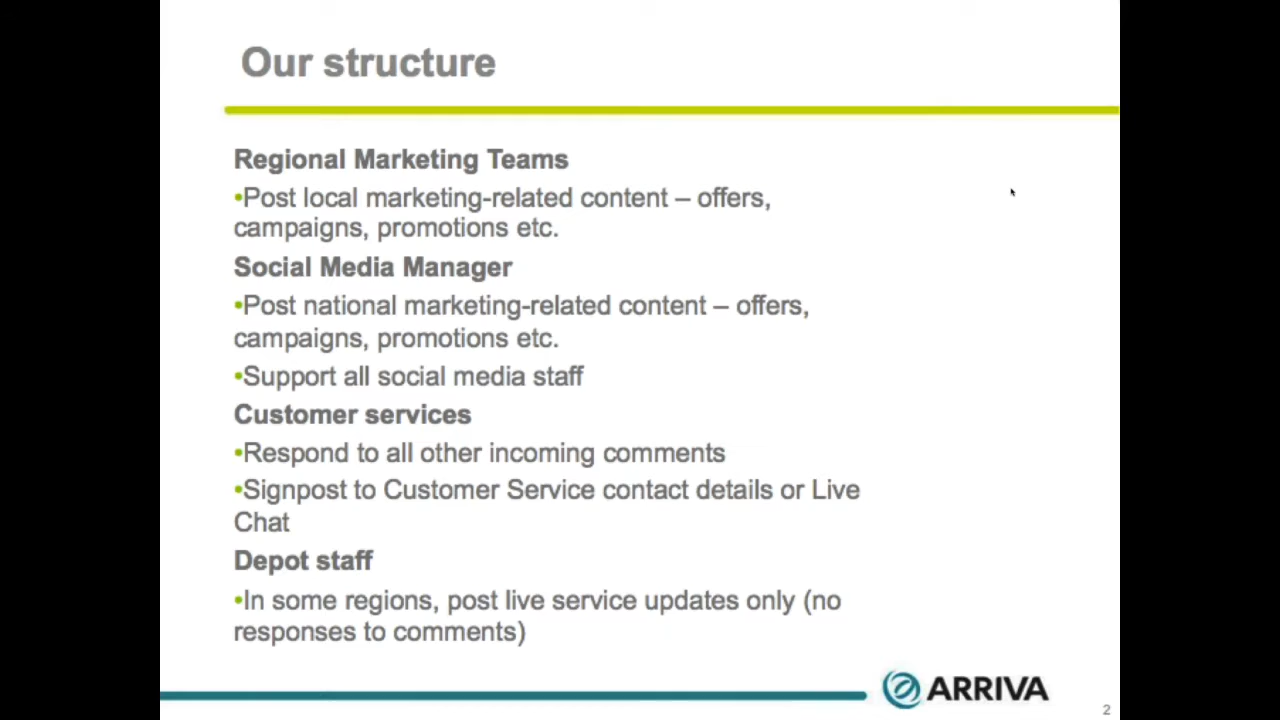 Our structure
Regional Marketing Teams
•Post local marketing-related content – offers,
campaigns, promotions etc.
Social Media Manager
•Post national marketing-related content – offers,
campaigns, promotions etc.
•Support all social media staff
Customer services
•Respond to all other incoming comments
•Signpost to Customer Service contact details or Live
Chat
Depot staff
•In some regions, post live service updates only (no
responses to comments)
ARRIVA
2